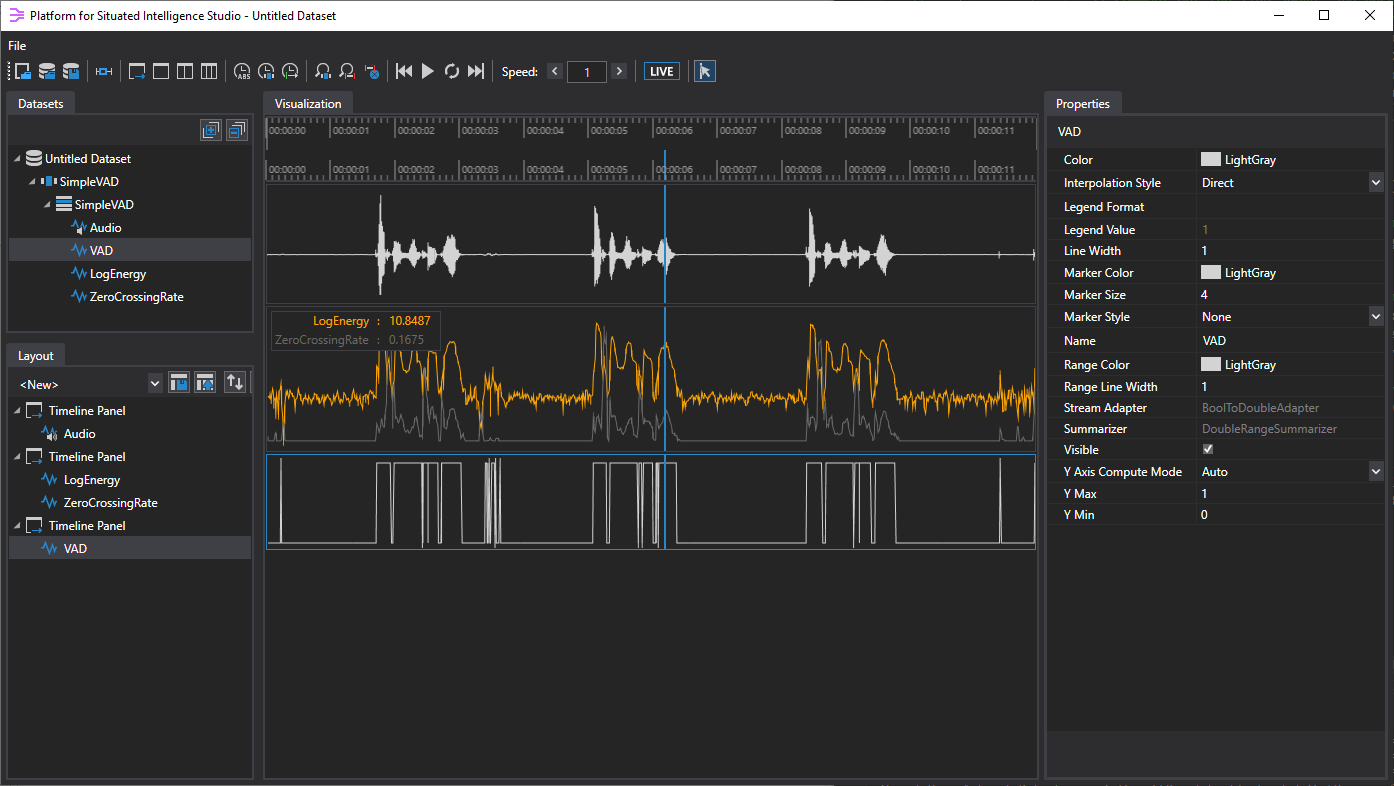 Platform for Situated Intelligence Studio - Untitled Dataset
File
ABS
Speed:
1
LIVE
Datasets
Untitled Dataset
SimpleVAD
SimpleVAD
Audio
VAD
LogEnergy
ZeroCrossingRate
Layout
<New>
Timeline Panel
Audio
Timeline Panel
LogEnergy
ZeroCrossingRate
Timeline Panel
VAD
Visualization
00:00:00 00:00:01 00:00:02 00:00:03 00:00:04 00:00:05 00:00:06 00:00:07 00:00:08 00:00:09 00:00:10 00:00:11
00:00:00 00:00:01 00:00:02 00:00:03 00:00:04 00:00:05 00:00:06 00:00:07 00:00:08 00:00:09 00:00:10 00:00:11
LogEnergy : 10.8487
ZeroCrossingRate : 0.1675
Properties
VAD
Color LightGray
Interpolation Style Direct
Legend Format
Legend Value 1
Line Width 1
Marker Color LightGray
Marker Size 4
Marker Style None
Name VAD
Range Color LightGray
Range Line Width 1
Stream Adapter BoolToDoubleAdapter
Summarizer DoubleRangeSummarizer
Visible
Y Axis Compute Mode Auto
Y Max 1
Y Min 0